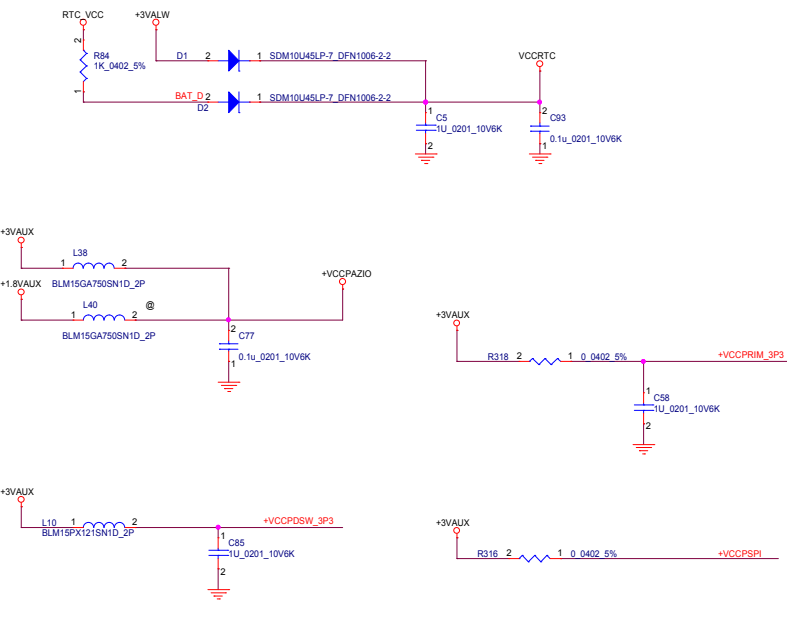 RTC_VCC
+3VALW
2
R84
1K_0402_5%
1
D1
2
1
SDM10U45LP-7_DFN1006-2-2
BAT_D
2
D2
1
SDM10U45LP-7_DFN1006-2-2
VCCRTC
1
C5
1U_0201_10V6K
2
2
C93
0.1u_0201_10V6K
1
+3VAUX
L38
1
2
BLM15GA750SN1D_2P
+1.8VAUX
L40
@
1
2
BLM15GA750SN1D_2P
+VCCPAZIO
2
C77
0.1u_0201_10V6K
1
+3VAUX
R318
2
1
0_0402_5%
+VCCPRIM_3P3
1
C58
1U_0201_10V6K
2
+3VAUX
L10
1
2
BLM15PX121SN1D_2P
+VCCPDSW_3P3
1
C85
1U_0201_10V6K
2
+3VAUX
R316
2
1
0_0402_5%
+VCCPSPI